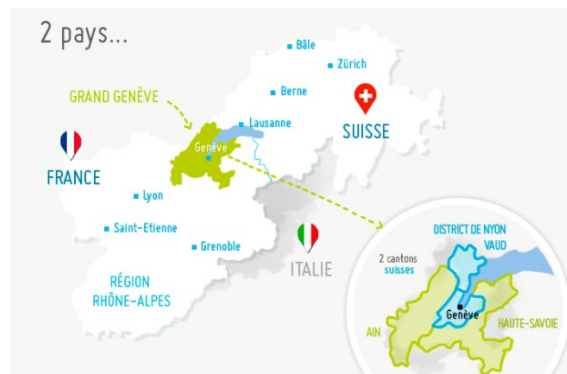 2 pays...
Bâle
Zürich
GRAND GENÈVE
Berne
Lausanne
SUISSE
Genève
FRANCE
Lyon
Saint-Etienne
Grenoble
ITALIE
RÉGION
RHÔNE-ALPES
DISTRICT DE NYON
VAUD
2 cantons
suisses
Genève
AIN
HAUTE-SAVOIE